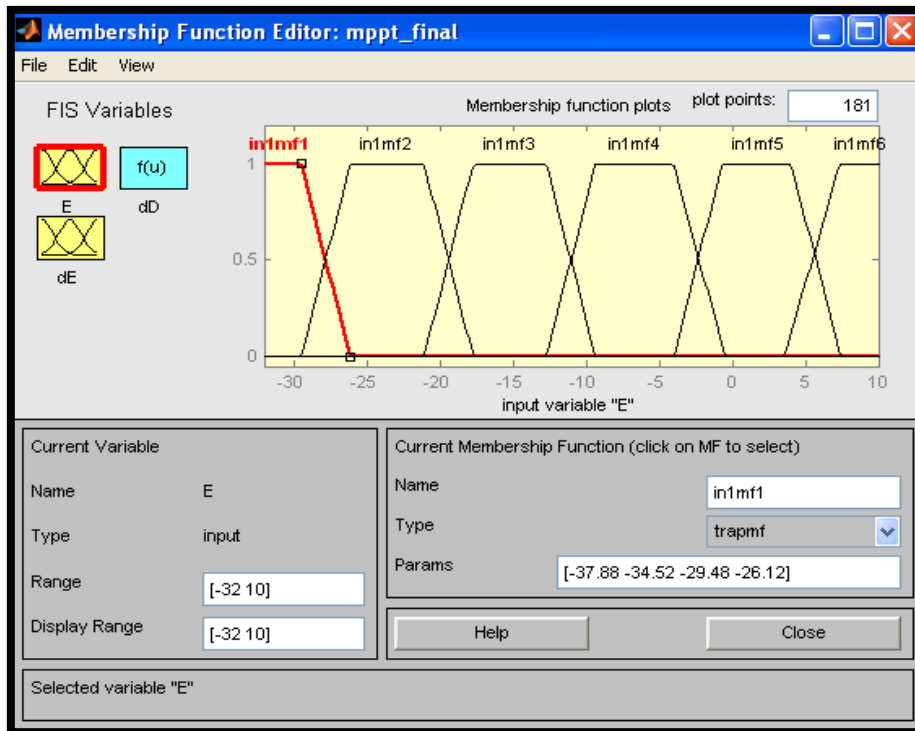 Membership Function Editor: mppt_final
File Edit View
FIS Variables
Membership function plots
plot points:
181
f(u)
E
dD
dE
in1mf1 in1mf2 in1mf3 in1mf4 in1mf5 in1mf6
1
0.5
0
-30 -25 -20 -15 -10 -5 0 5 10
input variable "E"
Current Variable
Name E
Type input
Range [-32 10]
Display Range [-32 10]
Current Membership Function (click on MF to select)
Name in1mf1
Type trapmf
Params [-37.88 -34.52 -29.48 -26.12]
Help Close
Selected variable "E"